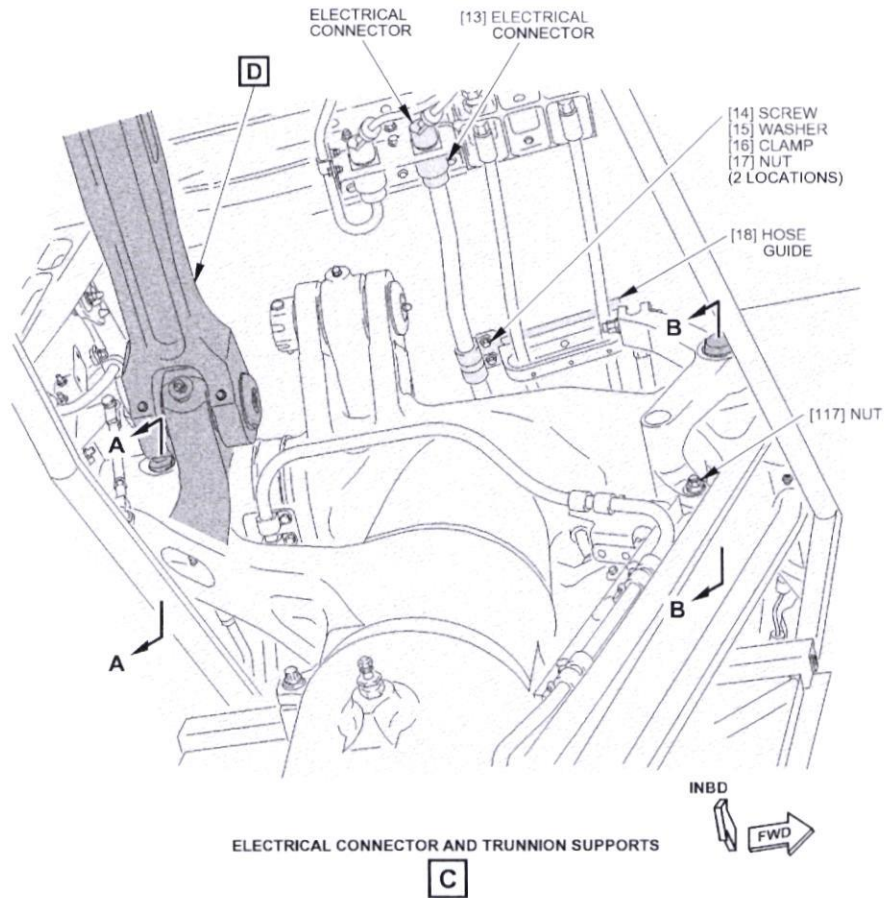 ELECTRICAL
CONNECTOR
[13] ELECTRICAL
CONNECTOR
D
[14] SCREW
[15] WASHER
[16] CLAMP
[17] NUT
(2 LOCATIONS)
[18] HOSE
GUIDE
B
A
[117] NUT
B
A
INBD
FWD
ELECTRICAL CONNECTOR AND TRUNNION SUPPORTS
C